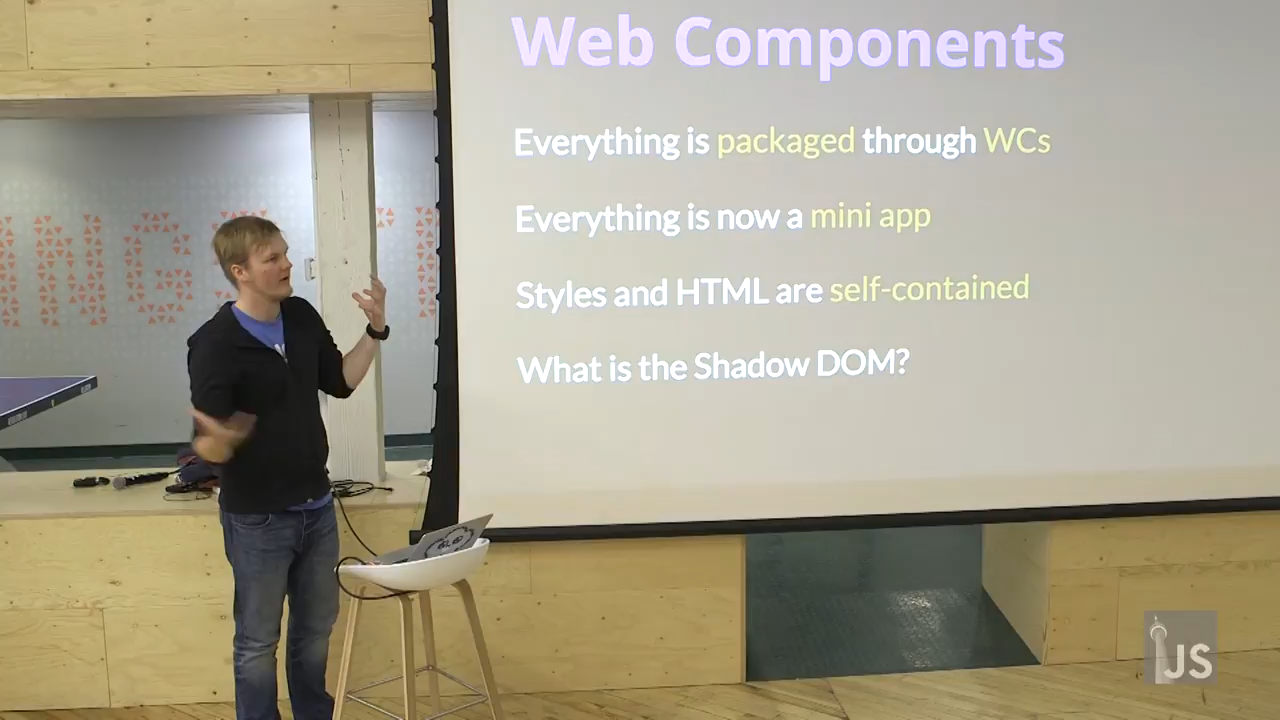 Web Components
Everything is packaged through WCs
Everything is now a mini app
Styles and HTML are self-contained
What is the Shadow DOM?
JS